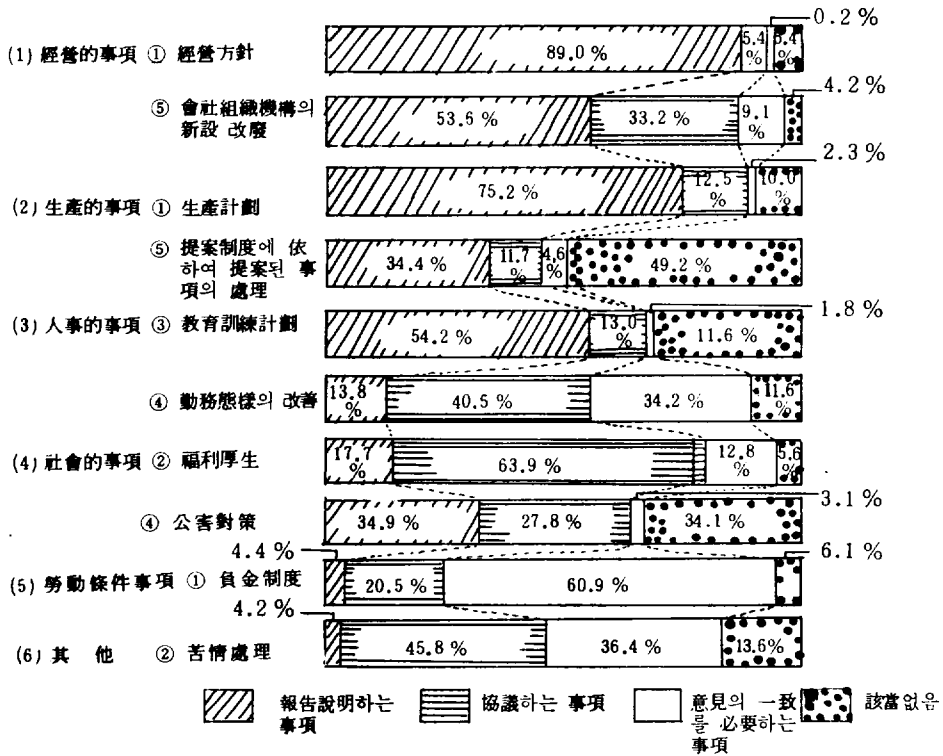 0.2 %
(1) 經營的事項 ① 經營方針 89.0 % 5.4 % 5.4 %
4.2 %
⑤ 會社組織機構의 53.6 % 33.2 % 9.1 %
新設 改廢
2.3 %
(2) 生産的事項 ① 生産計劃 75.2 % 12.5 % 10.0 %
⑤ 提案制度에 依 34.4 % 11.7 % 4.6 % 49.2 %
하여 提案된 事
項의 處理
1.8 %
(3) 人事的事項 ③ 教育訓練計劃 54.2 % 13.0 % 11.6 %
④ 勤務態樣의 改善 13.8 % 40.5 % 34.2 % 11.6 %
(4) 社會的事項 ② 福利厚生 17.7 % 63.9 % 12.8 % 5.6 %
3.1 %
④ 公害對策 34.9 % 27.8 % 34.1 %
4.4 % 6.1 %
(5) 勞動條件事項 ① 負金制度 20.5 % 60.9 %
4.2 %
(6) 其 他 ② 苦情處理 45.8 % 36.4 % 13.6%
報告說明하는
事項
協議하는 事項
意見의 一致
를 必要하는
事項
該當없음